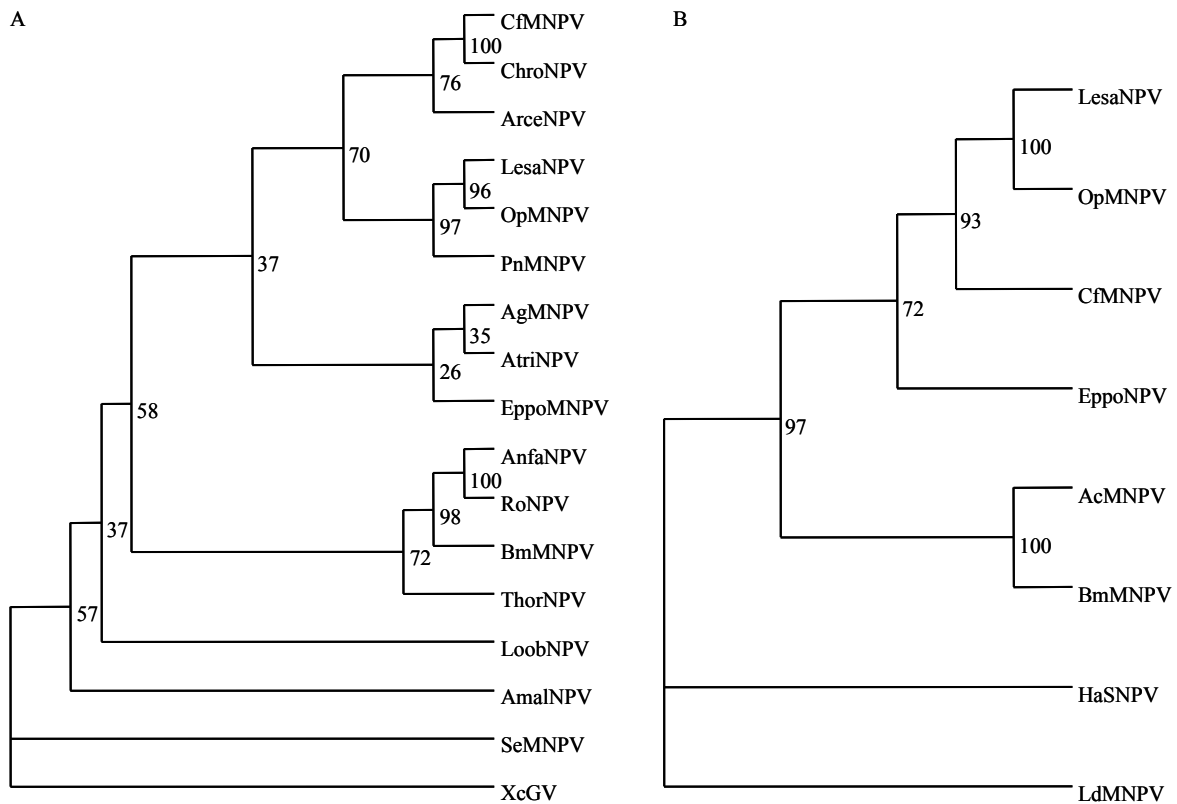 A
CfMNPV
100
ChroNPV
76
ArceNPV
70
LesaNPV
96
OpMNPV
97
PnMNPV
37
AgMNPV
35
AtriNPV
26
EppoMNPV
58
AnfaNPV
100
RoNPV
98
BmMNPV
72
ThorNPV
37
LoobNPV
57
AmalNPV
SeMNPV
XcGV
B
LesaNPV
100
OpMNPV
93
CfMNPV
72
EppoNPV
97
AcMNPV
100
BmMNPV
HaSNPV
LdMNPV